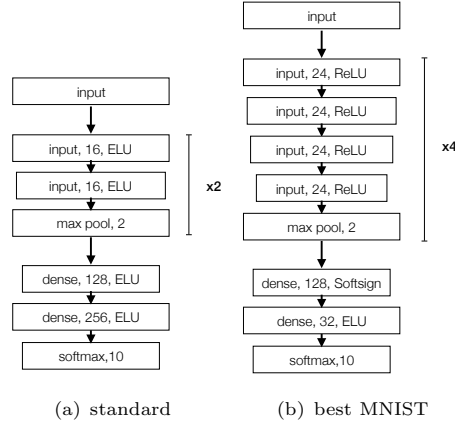 input
input, 16, ELU
input, 16, ELU
max pool, 2
x2
dense, 128, ELU
dense, 256, ELU
softmax,10
(a) standard
input
input, 24, ReLU
input, 24, ReLU
input, 24, ReLU
input, 24, ReLU
max pool, 2
x4
dense, 128, Softsign
dense, 32, ELU
softmax,10
(b) best MNIST